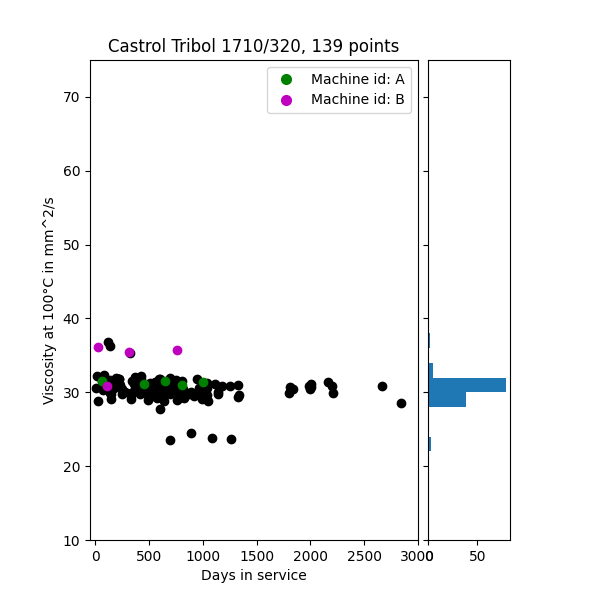 Castrol Tribol 1710/320, 139 points
Machine id: A
Machine id: B
Viscosity at 100°C in mm^2/s
70
60
50
40
30
20
10
0 500 1000 1500 2000 2500 3000
0 50
Days in service